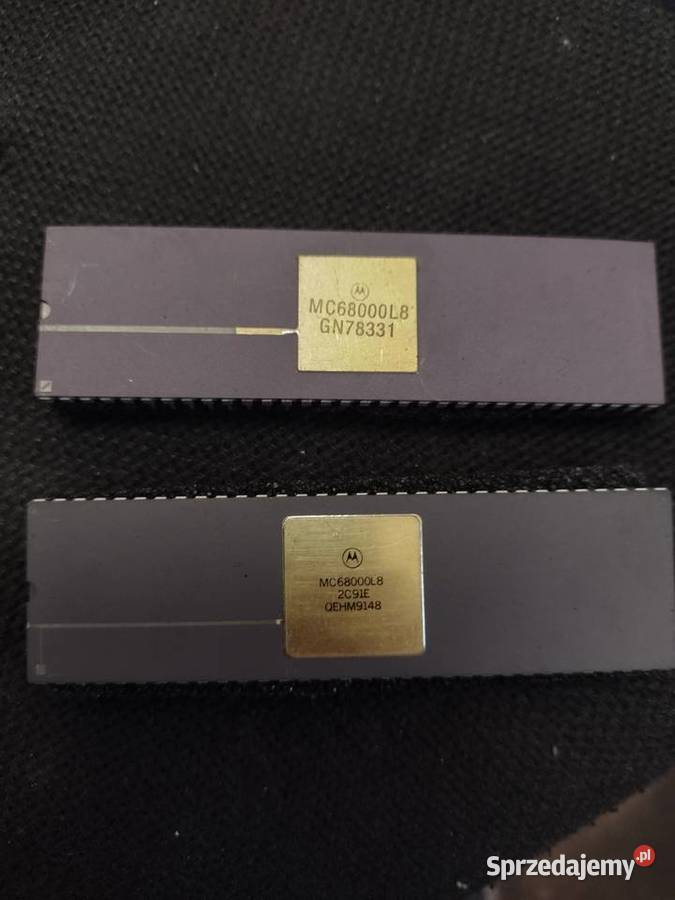 MC68000L8
GN78331
MC68000L8
2C91E
QEHM9148
Sprzedajemy.pl